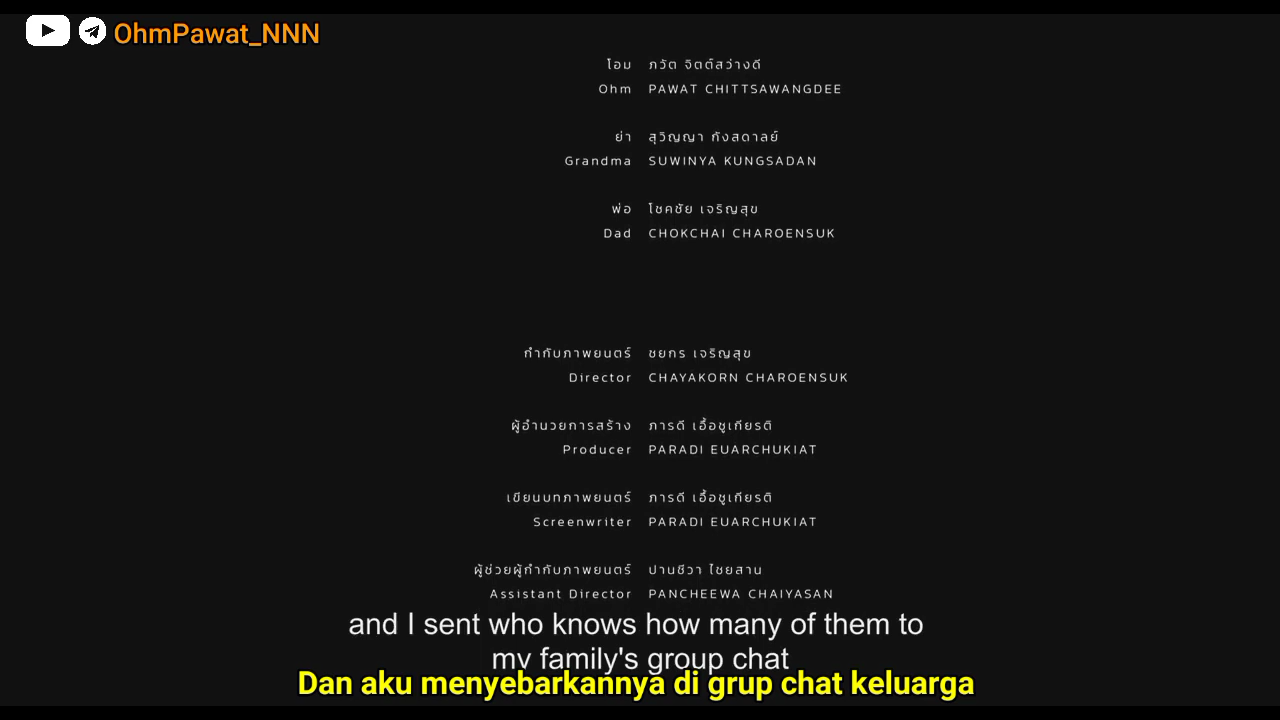 OhmPawat_NNN
โอม ภวัต จิตต์สว่างดี
Ohm PAWAT CHITTSAWANGDEE
ย่า สุวิญญา กังสดาลย์
Grandma SUWINYA KUNGSADAN
พ่อ โชคชัย เจริญสุข
Dad CHOKCHAI CHAROENSUK
กำกับภาพยนตร์ ชยกร เจริญสุข
Director CHAYAKORN CHAROENSUK
ผู้อำนวยการสร้าง ภารดี เอื้อชูเกียรติ
Producer PARADI EUARCHUKIAT
เขียนบทภาพยนตร์ ภารดี เอื้อชูเกียรติ
Screenwriter PARADI EUARCHUKIAT
ผู้ช่วยผู้กำกับภาพยนตร์ ปานชีวา ไชยสาน
Assistant Director PANCHEEWA CHAIYASAN
and I sent who knows how many of them to
my family's group chat
Dan aku menyebarkannya di grup chat keluarga